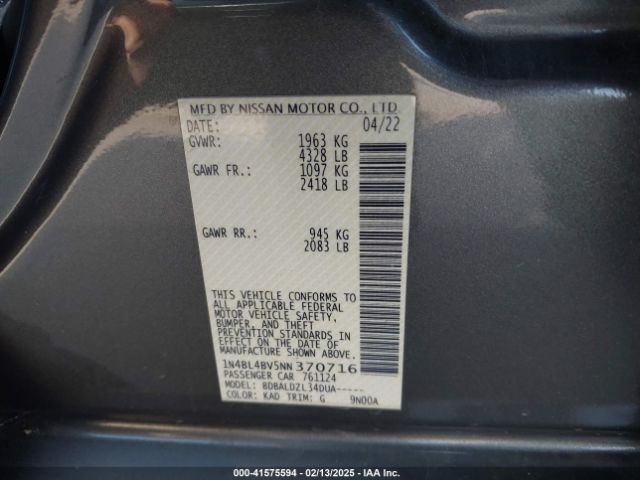 MFD BY NISSAN MOTOR CO., LTD
DATE: 04/22
GVWR: 1963 KG
4328 LB
GAWR FR.: 1097 KG
2418 LB
GAWR RR.: 945 KG
2083 LB
THIS VEHICLE CONFORMS TO
ALL APPLICABLE FEDERAL
MOTOR VEHICLE SAFETY,
BUMPER, AND THEFT
PREVENTION STANDARDS IN
EFFECT ON THE DATE OF
MANUFACTURE SHOWN ABOVE.
1N4BL4BV5NN370716
PASSENGER CAR 761124
MODEL: BDBALDZL34DUA-----
COLOR: KAD TRIM: G 9N00A
000-41575594 - 02/13/2025 - IAA Inc.